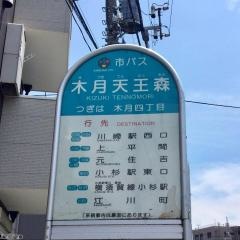 市バス
木月天王森
KIZUKI TENNOMORI
つぎは 木月四丁目
行先 DESTINATION
川崎駅西口
上平間
元住吉
小杉駅東口
横須賀線小杉駅
江川町